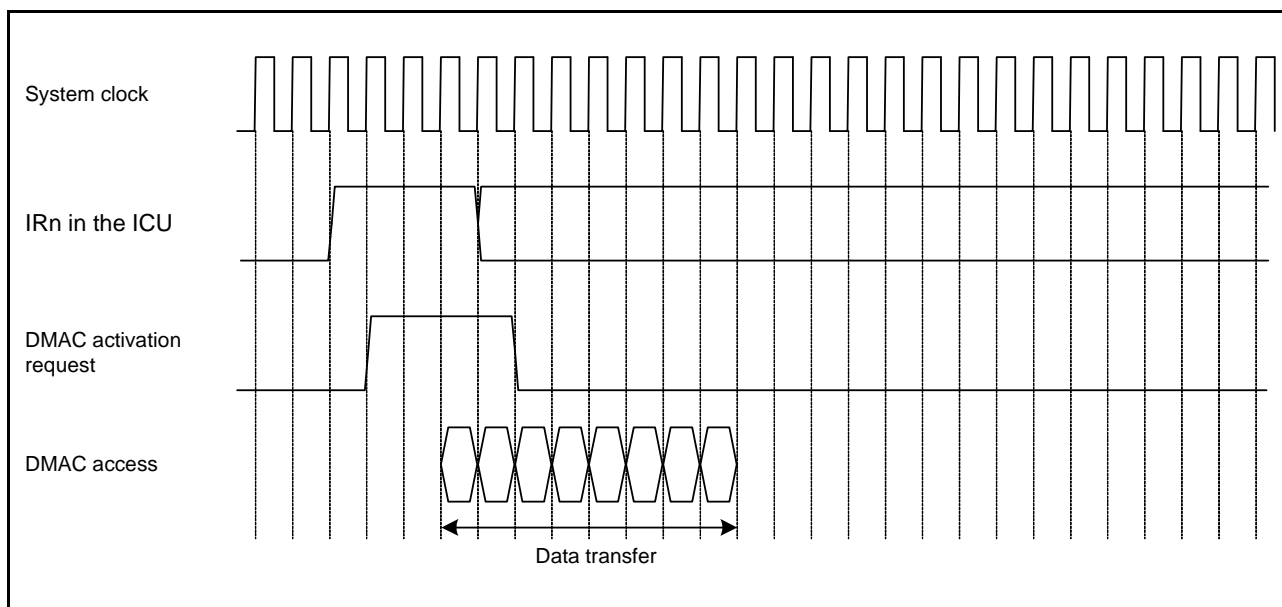 System clock
IRn in the ICU
DMAC activation
request
DMAC access
Data transfer